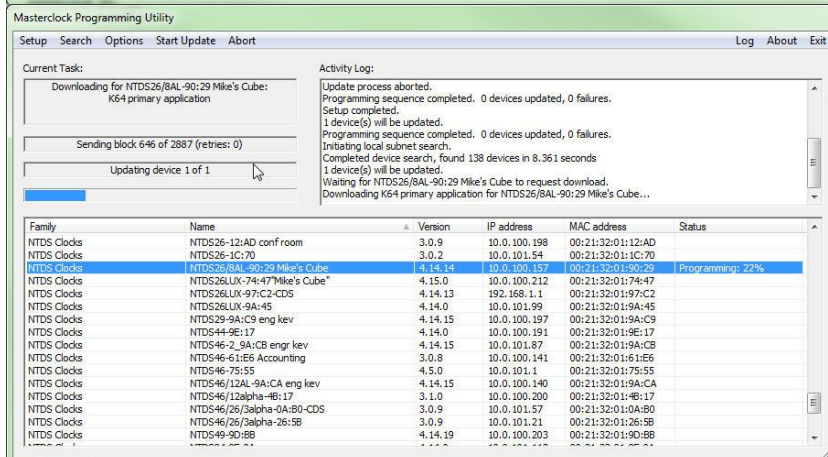 Masterclock Programming Utility
Setup Search Options Start Update Abort Log About Exit
Current Task:
Downloading for NTDS26/8AL-90:29 Mike's Cube:
K64 primary application
Sending block 646 of 2887 (retries: 0)
Updating device 1 of 1
Activity Log:
Update process aborted.
Programming sequence completed. 0 devices updated, 0 failures.
Setup completed.
1 device(s) will be updated.
Programming sequence completed. 0 devices updated, 0 failures.
Initiating local subnet search.
Completed device search, found 138 devices in 8.361 seconds
1 device(s) will be updated.
Waiting for NTDS26/8AL-90:29 Mike's Cube to request download.
Downloading K64 primary application for NTDS26/8AL-90:29 Mike's Cube...
Family Name Version IP address MAC address Status
NTDS Clocks NTDS26-12:AD conf room 3.0.9 10.0.100.198 00:21:32:01:12:AD
NTDS Clocks NTDS26-1C:70 3.0.2 10.0.101.54 00:21:32:01:1C:70
NTDS Clocks NTDS26/8AL-90:29 Mike's Cube 4.14.14 10.0.100.157 00:21:32:01:90:29 Programming: 22%
NTDS Clocks NTDS26LUX-74:47"Mike's Cube" 4.15.0 10.0.100.212 00:21:32:01:74:47
NTDS Clocks NTDS26LUX-97:C2-CDS 4.14.13 192.168.1.1 00:21:32:01:97:C2
NTDS Clocks NTDS26LUX-9A:45 4.14.0 10.0.101.99 00:21:32:01:9A:45
NTDS Clocks NTDS29-9A:C9 eng kev 4.14.15 10.0.100.197 00:21:32:01:9A:C9
NTDS Clocks NTDS44-9E:17 4.14.0 10.0.100.191 00:21:32:01:9E:17
NTDS Clocks NTDS46-2_9A:CB engr kev 4.14.15 10.0.101.87 00:21:32:01:9A:CB
NTDS Clocks NTDS46-61:E6 Accounting 3.0.8 10.0.100.141 00:21:32:01:61:E6
NTDS Clocks NTDS46-75:55 4.5.0 10.0.101.1 00:21:32:01:75:55
NTDS Clocks NTDS46/12AL-9A:CA eng kev 4.14.15 10.0.100.140 00:21:32:01:9A:CA
NTDS Clocks NTDS46/12alpha-4B:17 3.1.0 10.0.100.200 00:21:32:01:4B:17
NTDS Clocks NTDS46/26/3alpha-0A:B0-CDS 3.0.9 10.0.101.57 00:21:32:01:0A:B0
NTDS Clocks NTDS46/26/3alpha-26:5B 3.0.9 10.0.101.21 00:21:32:01:26:5B
NTDS Clocks NTDS49-9D:BB 4.14.19 10.0.100.203 00:21:32:01:9D:BB